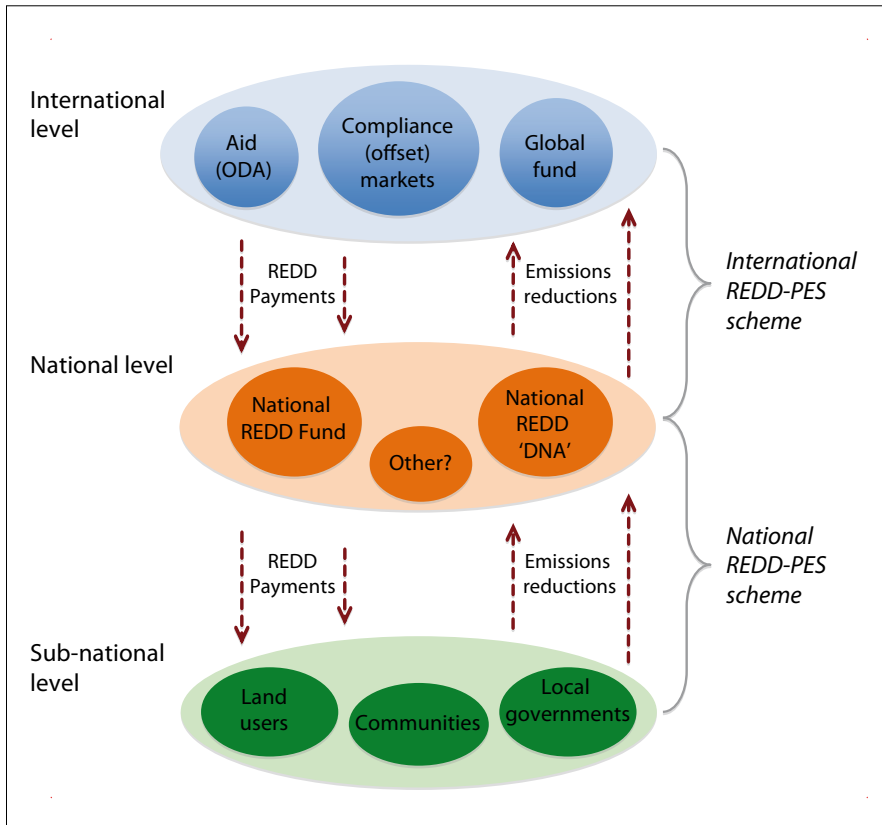 International
level
Aid
(ODA)
Compliance
(offset)
markets
Global
fund
REDD
Payments
Emissions
reductions
International
REDD-PES
scheme
National level
National
REDD Fund
Other?
National
REDD
‘DNA’
REDD
Payments
Emissions
reductions
National
REDD-PES
scheme
Sub-national
level
Land
users
Communities
Local
governments